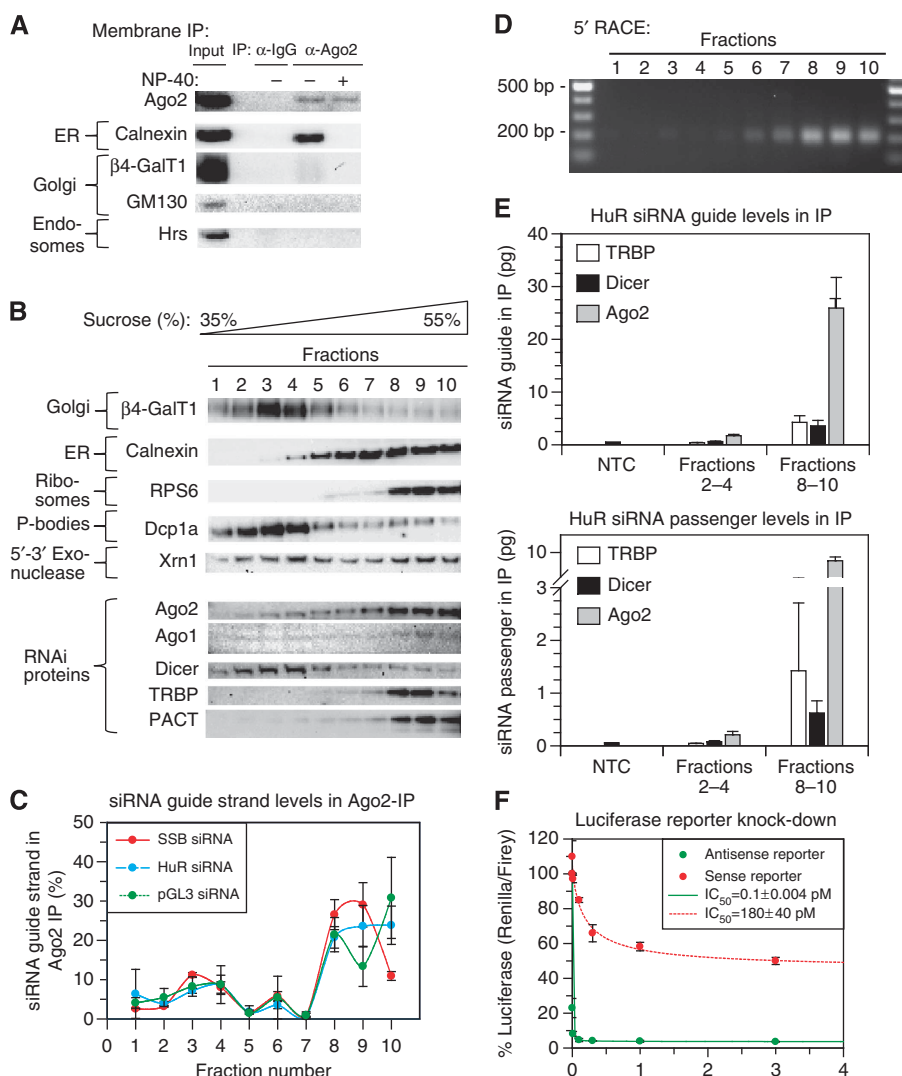 A
Membrane IP:
Input IP: α-IgG α-Ago2
NP-40: – – +
Ago2
ER Calnexin
Golgi β4-GalT1
GM130
Endo-
somes Hrs
B
Sucrose (%): 35% 55%
Fractions
1 2 3 4 5 6 7 8 9 10
Golgi β4-GalT1
ER Calnexin
Ribo-
somes RPS6
P-bodies Dcp1a
5′-3′ Exo-
nuclease Xrn1
RNAi
proteins
Ago2
Ago1
Dicer
TRBP
PACT
C
siRNA guide strand levels in Ago2-IP
siRNA guide strand in
Ago2 IP (%)
50
40
30
20
10
0
SSB siRNA
HuR siRNA
pGL3 siRNA
0 1 2 3 4 5 6 7 8 9 10
Fraction number
D
5′ RACE:
Fractions
1 2 3 4 5 6 7 8 9 10
500 bp -
200 bp -
E
HuR siRNA guide levels in IP
siRNA guide in IP (pg)
40
30
20
10
0
TRBP
Dicer
Ago2
NTC Fractions
2–4 Fractions
8–10
HuR siRNA passenger levels in IP
siRNA passenger in IP (pg)
10
3
2
1
0
TRBP
Dicer
Ago2
NTC Fractions
2–4 Fractions
8–10
F
Luciferase reporter knock-down
% Luciferase (Renilla/Firey)
120
100
80
60
40
20
0
Antisense reporter
Sense reporter
IC50=0.1±0.004 pM
IC50=180±40 pM
0 1 2 3 4